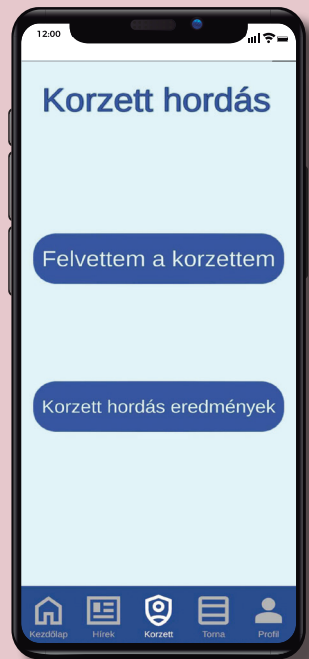 12:00
Korzett hordás
Felvettem a korzettem
Korzett hordás eredmények
Kezdőlap Hírek Korzett Torna Profil